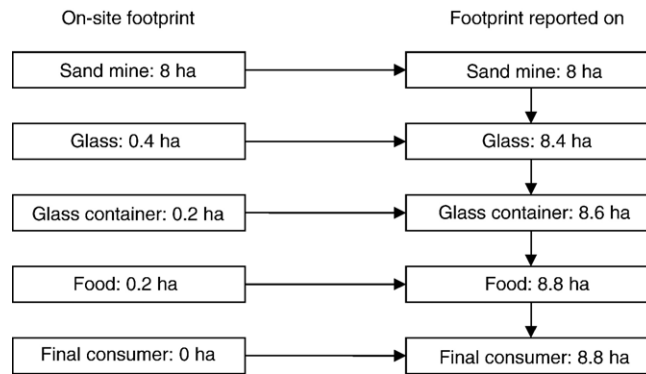 On-site footprint
Footprint reported on
Sand mine: 8 ha
Sand mine: 8 ha
Glass: 0.4 ha
Glass: 8.4 ha
Glass container: 0.2 ha
Glass container: 8.6 ha
Food: 0.2 ha
Food: 8.8 ha
Final consumer: 0 ha
Final consumer: 8.8 ha